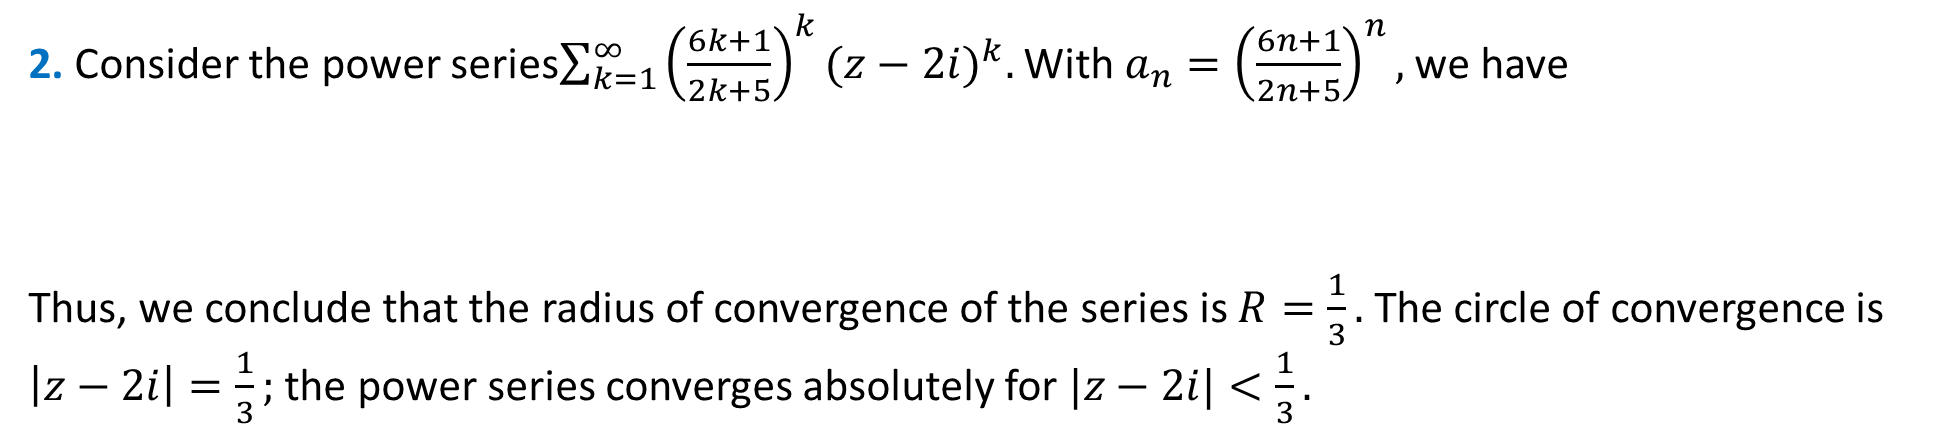 2. Consider the power series∑_{k=1}^{∞} ((6k+1)/(2k+5))^k (z − 2i)^k. With a_n = ((6n+1)/(2n+5))^n, we have
Thus, we conclude that the radius of convergence of the series is R = 1/3. The circle of convergence is
|z − 2i| = 1/3; the power series converges absolutely for |z − 2i| < 1/3.